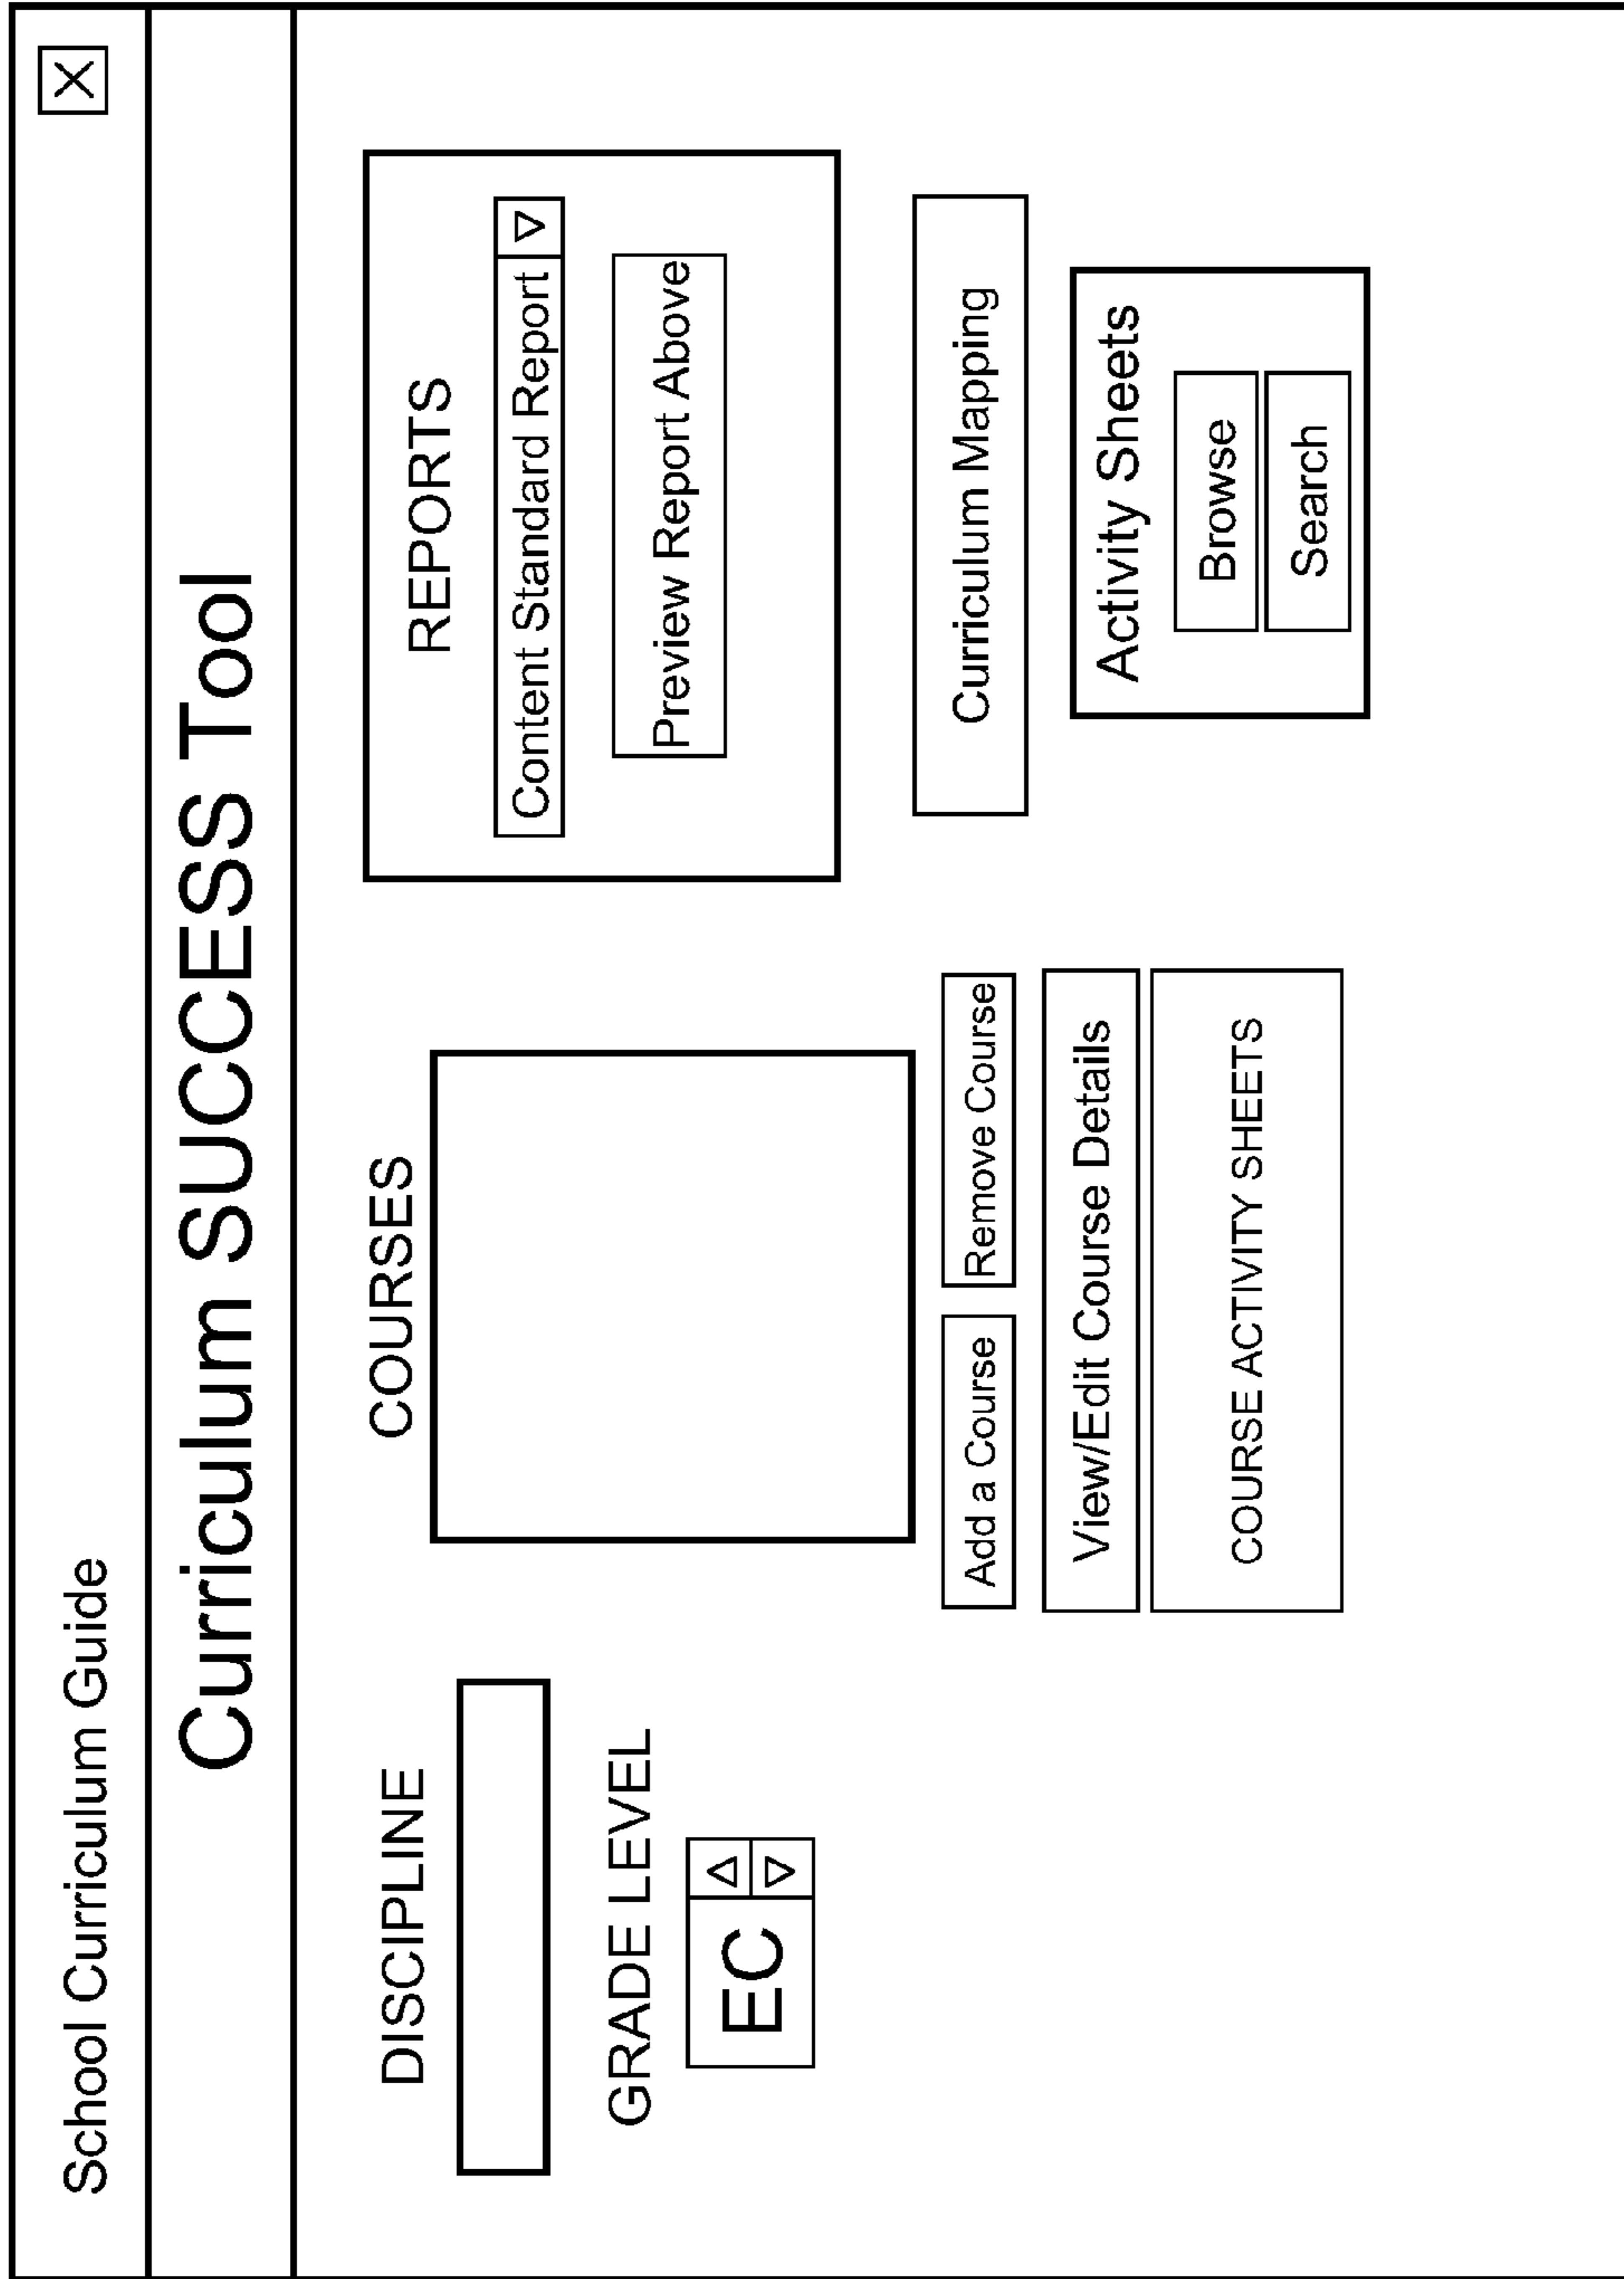 School Curriculum Guide
X
Curriculum SUCCESS Tool
DISCIPLINE
GRADE LEVEL
EC
COURSES
Add a Course
Remove Course
View/Edit Course Details
COURSE ACTIVITY SHEETS
REPORTS
Content Standard Report
Preview Report Above
Curriculum Mapping
Activity Sheets
Browse
Search